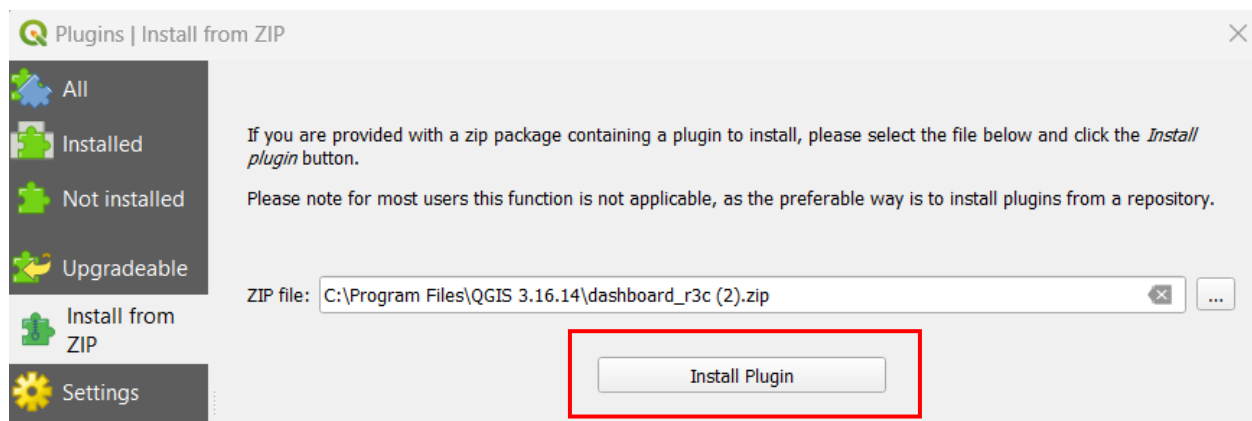 Plugins | Install from ZIP
All
Installed
Not installed
Upgradeable
Install from
ZIP
Settings
If you are provided with a zip package containing a plugin to install, please select the file below and click the Install
plugin button.
Please note for most users this function is not applicable, as the preferable way is to install plugins from a repository.
ZIP file: C:\Program Files\QGIS 3.16.14\dashboard_r3c (2).zip ...
Install Plugin